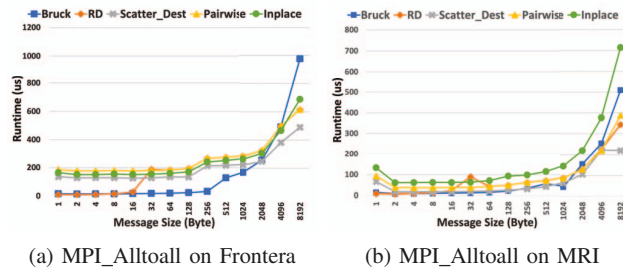 Bruck RD Scatter_Dest Pairwise Inplace
1200
1000
800
600
400
200
0
Runtime (us)
1 2 4 8 16 32 64 128 256 512 1024 2048 4096 8192
Message Size (Byte)
(a) MPI_Alltoall on Frontera
Bruck RD Scatter_Dest Pairwise Inplace
800
700
600
500
400
300
200
100
0
Runtime (us)
1 2 4 8 16 32 64 128 256 512 1024 2048 4096 8192
Message Size (Byte)
(b) MPI_Alltoall on MRI